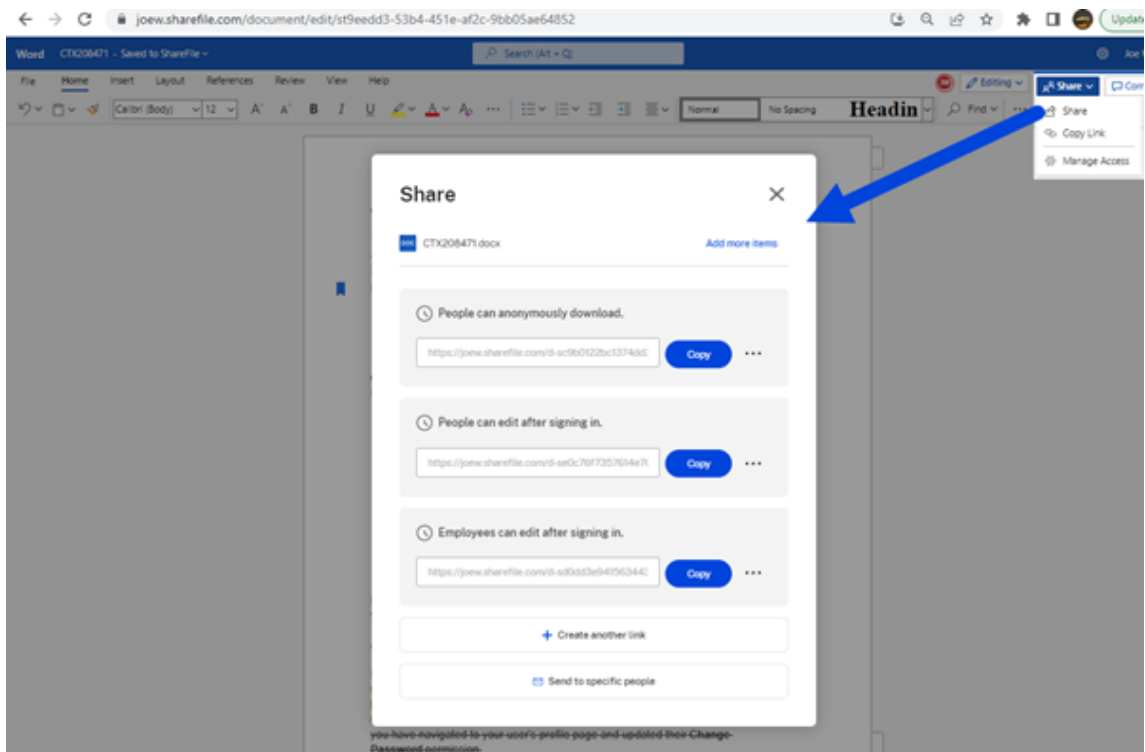 joew.sharefile.com/document/edit/st9eedd3-53b4-451e-af2c-9bb05ae64852
Update
Word CTX208471 - Saved to ShareFile
Search (Alt + Q)
Joe
File Home Insert Layout References Review View Help
Editing Share Com
Calibri (Body) 12 A A B I U A Normal No Spacing Headin Find
Share
Copy Link
Manage Access
Share
CTX208471.docx Add more items
People can anonymously download.
https://joew.sharefile.com/d-sc9b0122bc1374dd Copy
People can edit after signing in.
https://joew.sharefile.com/d-se0c76f7357614e7 Copy
Employees can edit after signing in.
https://joew.sharefile.com/d-sd0dd3e941563443 Copy
+ Create another link
Send to specific people
you have navigated to your user's profile page and updated their Change
Password permission.